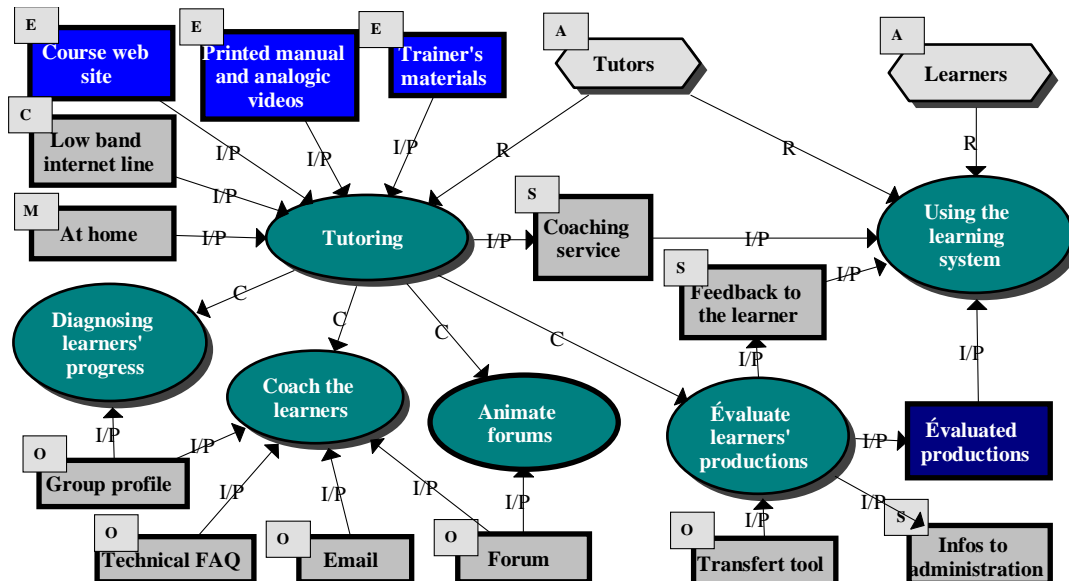 E
Course web
site
E
Printed manual
and analogic
videos
E
Trainer's
materials
A
Tutors
A
Learners
C
Low band
internet line
I/P
I/P
I/P
R
R
R
I/P
M
At home
I/P
Tutoring
I/P
S
Coaching
service
I/P
Using the
learning
system
S
Feedback to
the learner
I/P
C
C
C
C
Diagnosing
learners'
progress
Coach the
learners
Animate
forums
I/P
I/P
Évaluate
learners'
productions
I/P
Évaluated
productions
I/P
I/P
O
Group profile
I/P
I/P
I/P
I/P
I/P
I/P
O
Technical FAQ
O
Email
O
Forum
O
Transfert tool
S
Infos to
administration